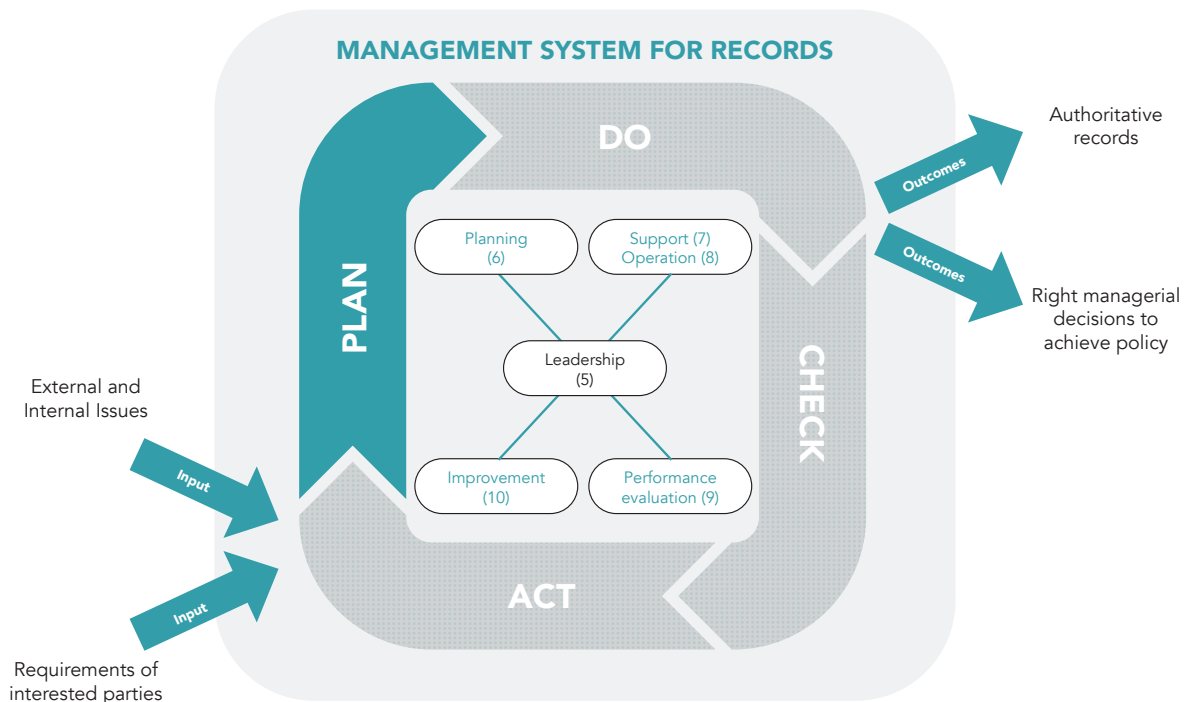 MANAGEMENT SYSTEM FOR RECORDS
DO
Authoritative
records
Outcomes
Planning
(6)
Support (7)
Operation (8)
Outcomes
Right managerial
decisions to
achieve policy
PLAN
Leadership
(5)
CHECK
External and
Internal Issues
Input
Improvement
(10)
Performance
evaluation (9)
ACT
Input
Requirements of
interested parties